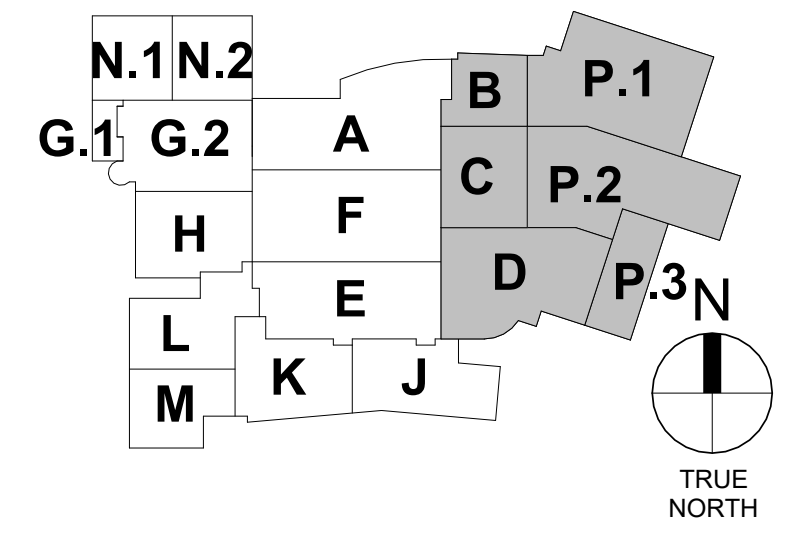 N.1 N.2
P.1
B
G.1 G.2 A
C P.2
H F
D P.3
E
N
L
K J
M
TRUE
NORTH